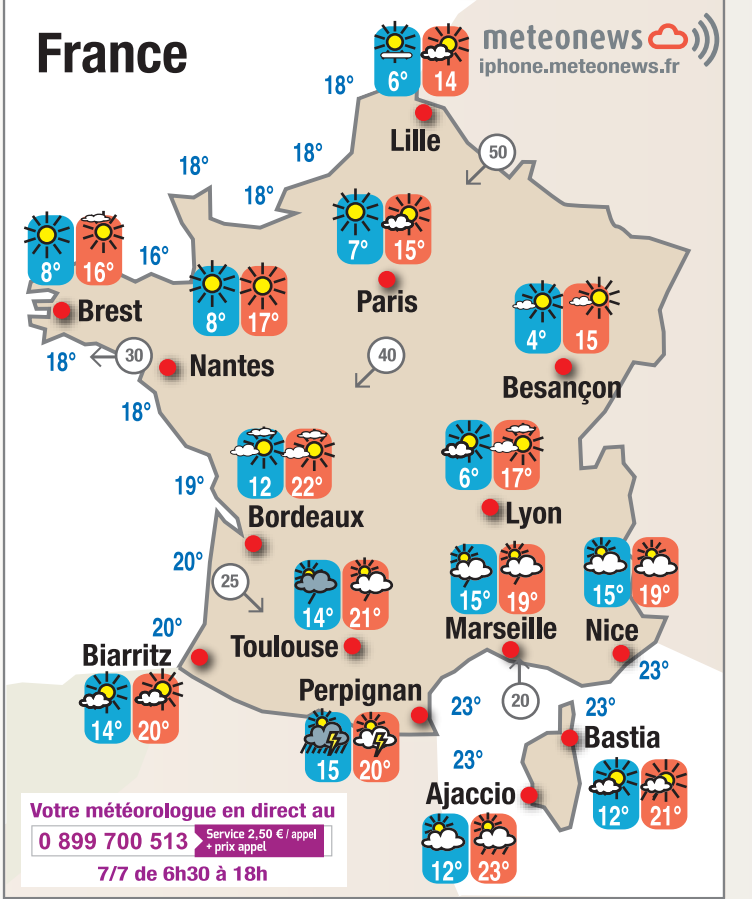 France
meteonews
iphone.meteonews.fr
6° 14
Lille
18°
50
18°
18°
18°
7° 15°
Paris
8° 16°
Brest
16°
8° 17°
Nantes
4° 15
Besançon
18°
30
40
18°
12 22°
Bordeaux
6° 17°
Lyon
19°
20°
25
14° 21°
Toulouse
15° 19°
Marseille
15° 19°
Nice
20°
Biarritz
14° 20°
23°
Perpignan
15 20°
23°
20
23°
Bastia
12° 21°
23°
Ajaccio
12° 23°
Votre météorologue en direct au
0 899 700 513 Service 2,50 € / appel
+ prix appel
7/7 de 6h30 à 18h